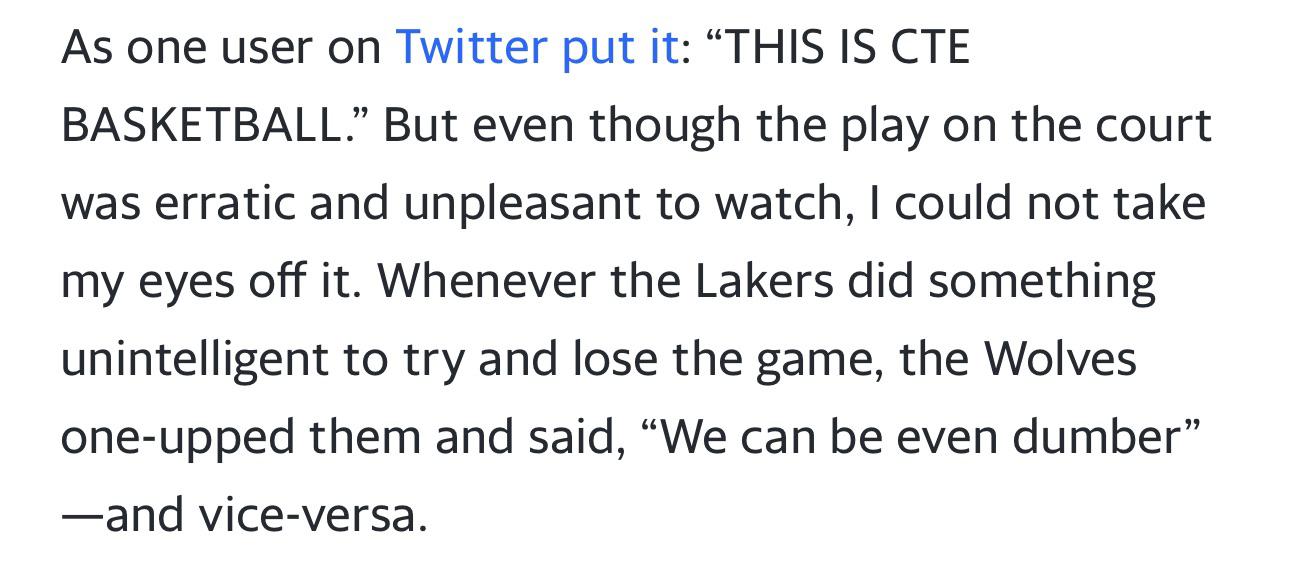 As one user on Twitter put it: “THIS IS CTE
BASKETBALL.” But even though the play on the court
was erratic and unpleasant to watch, I could not take
my eyes off it. Whenever the Lakers did something
unintelligent to try and lose the game, the Wolves
one-upped them and said, “We can be even dumber”
—and vice-versa.